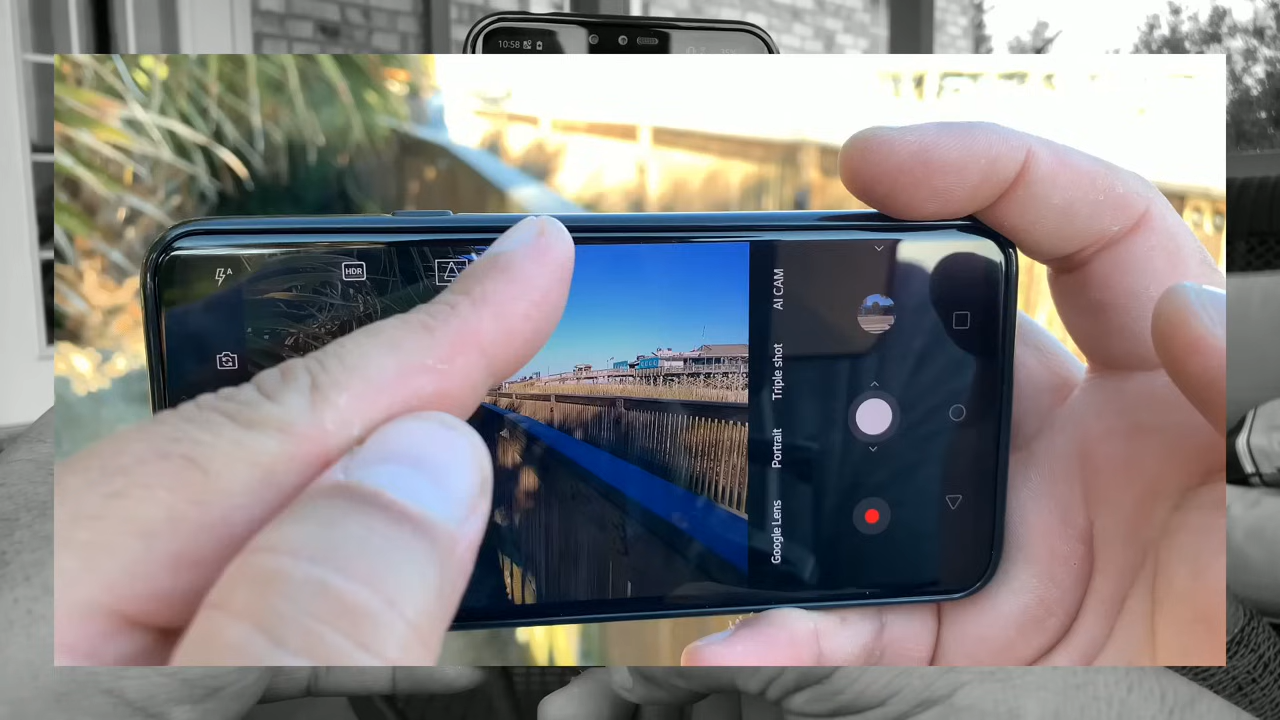 10:58
A
HDR
AI CAM
Triple shot
Portrait
Google Lens